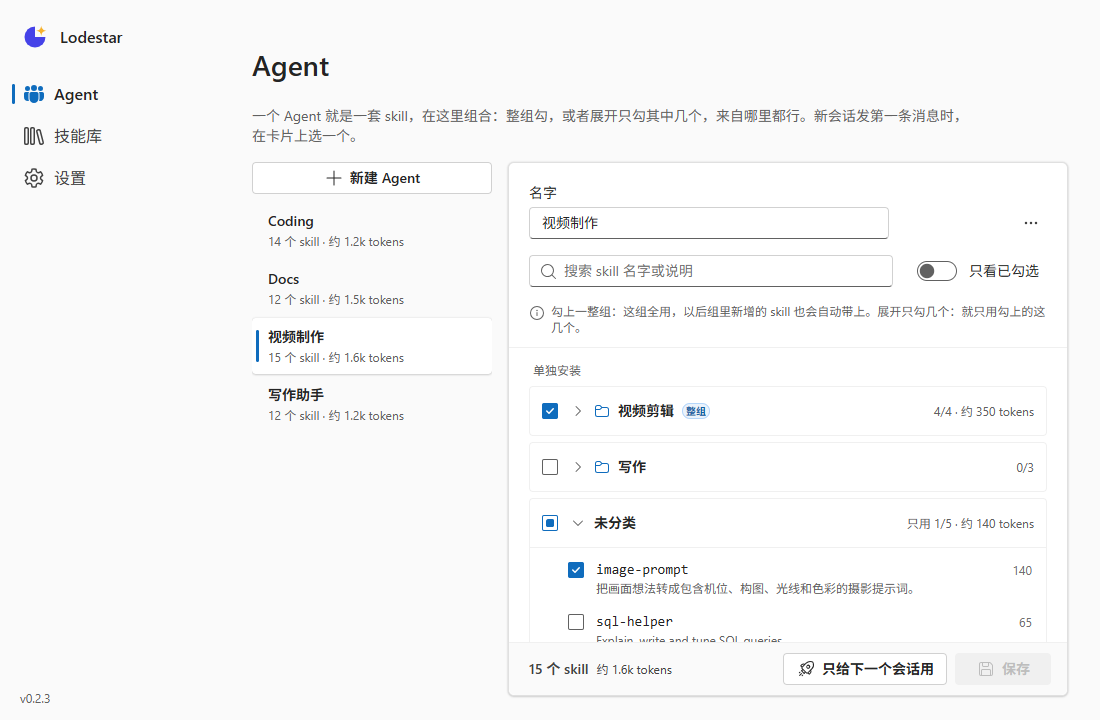 Lodestar
Agent
技能库
设置
v0.2.3
Agent
一个 Agent 就是一套 skill，在这里组合：整组勾，或者展开只勾其中几个，来自哪里都行。新会话发第一条消息时，
在卡片上选一个。
新建 Agent
Coding
14 个 skill · 约 1.2k tokens
Docs
12 个 skill · 约 1.5k tokens
视频制作
15 个 skill · 约 1.6k tokens
写作助手
12 个 skill · 约 1.2k tokens
名字
视频制作
搜索 skill 名字或说明
只看已勾选
勾上一整组：这组全用，以后组里新增的 skill 也会自动带上。展开只勾几个：就只用勾上的这
几个。
单独安装
视频剪辑 整组 4/4 · 约 350 tokens
写作 0/3
未分类 只用 1/5 · 约 140 tokens
image-prompt 140
把画面想法转成包含机位、构图、光线和色彩的摄影提示词。
sql-helper 65
Explain, write and tune SQL queries
15 个 skill 约 1.6k tokens
只给下一个会话用
保存